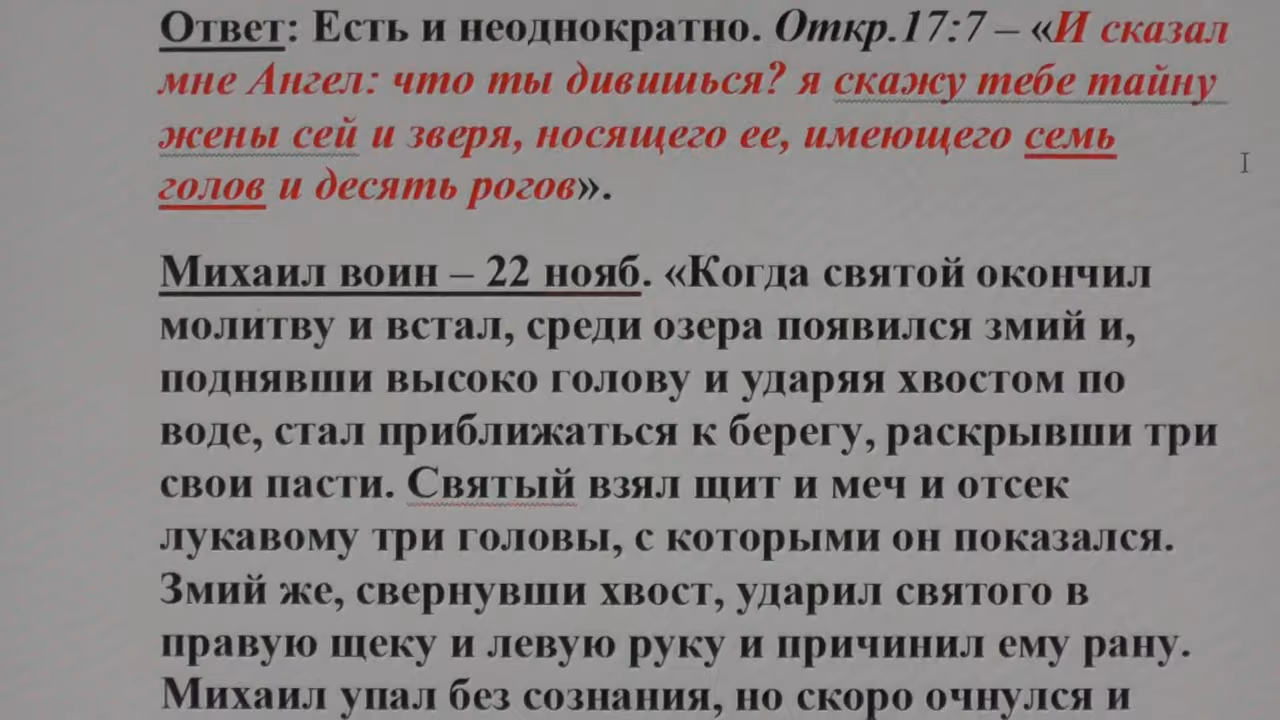 Ответ: Есть и неоднократно. Откр.17:7 – «И сказал
мне Ангел: что ты дивишься? я скажу тебе тайну
жены сей и зверя, носящего ее, имеющего семь
голов и десять рогов».
Михаил воин – 22 нояб. «Когда святой окончил
молитву и встал, среди озера появился змий и,
поднявши высоко голову и ударяя хвостом по
воде, стал приближаться к берегу, раскрывши три
свои пасти. Святый взял щит и меч и отсек
лукавому три головы, с которыми он показался.
Змий же, свернувши хвост, ударил святого в
правую щеку и левую руку и причинил ему рану.
Михаил упал без сознания, но скоро очнулся и